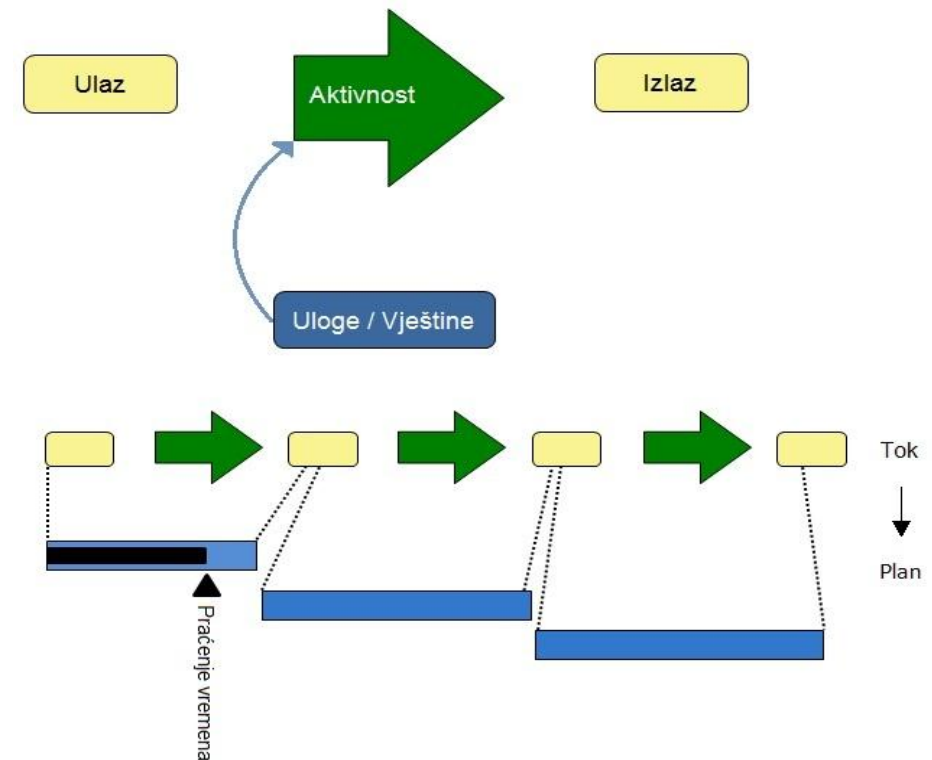 Ulaz
Aktivnost
Izlaz
Uloge / Vještine
Tok
Plan
Praćenje vremena